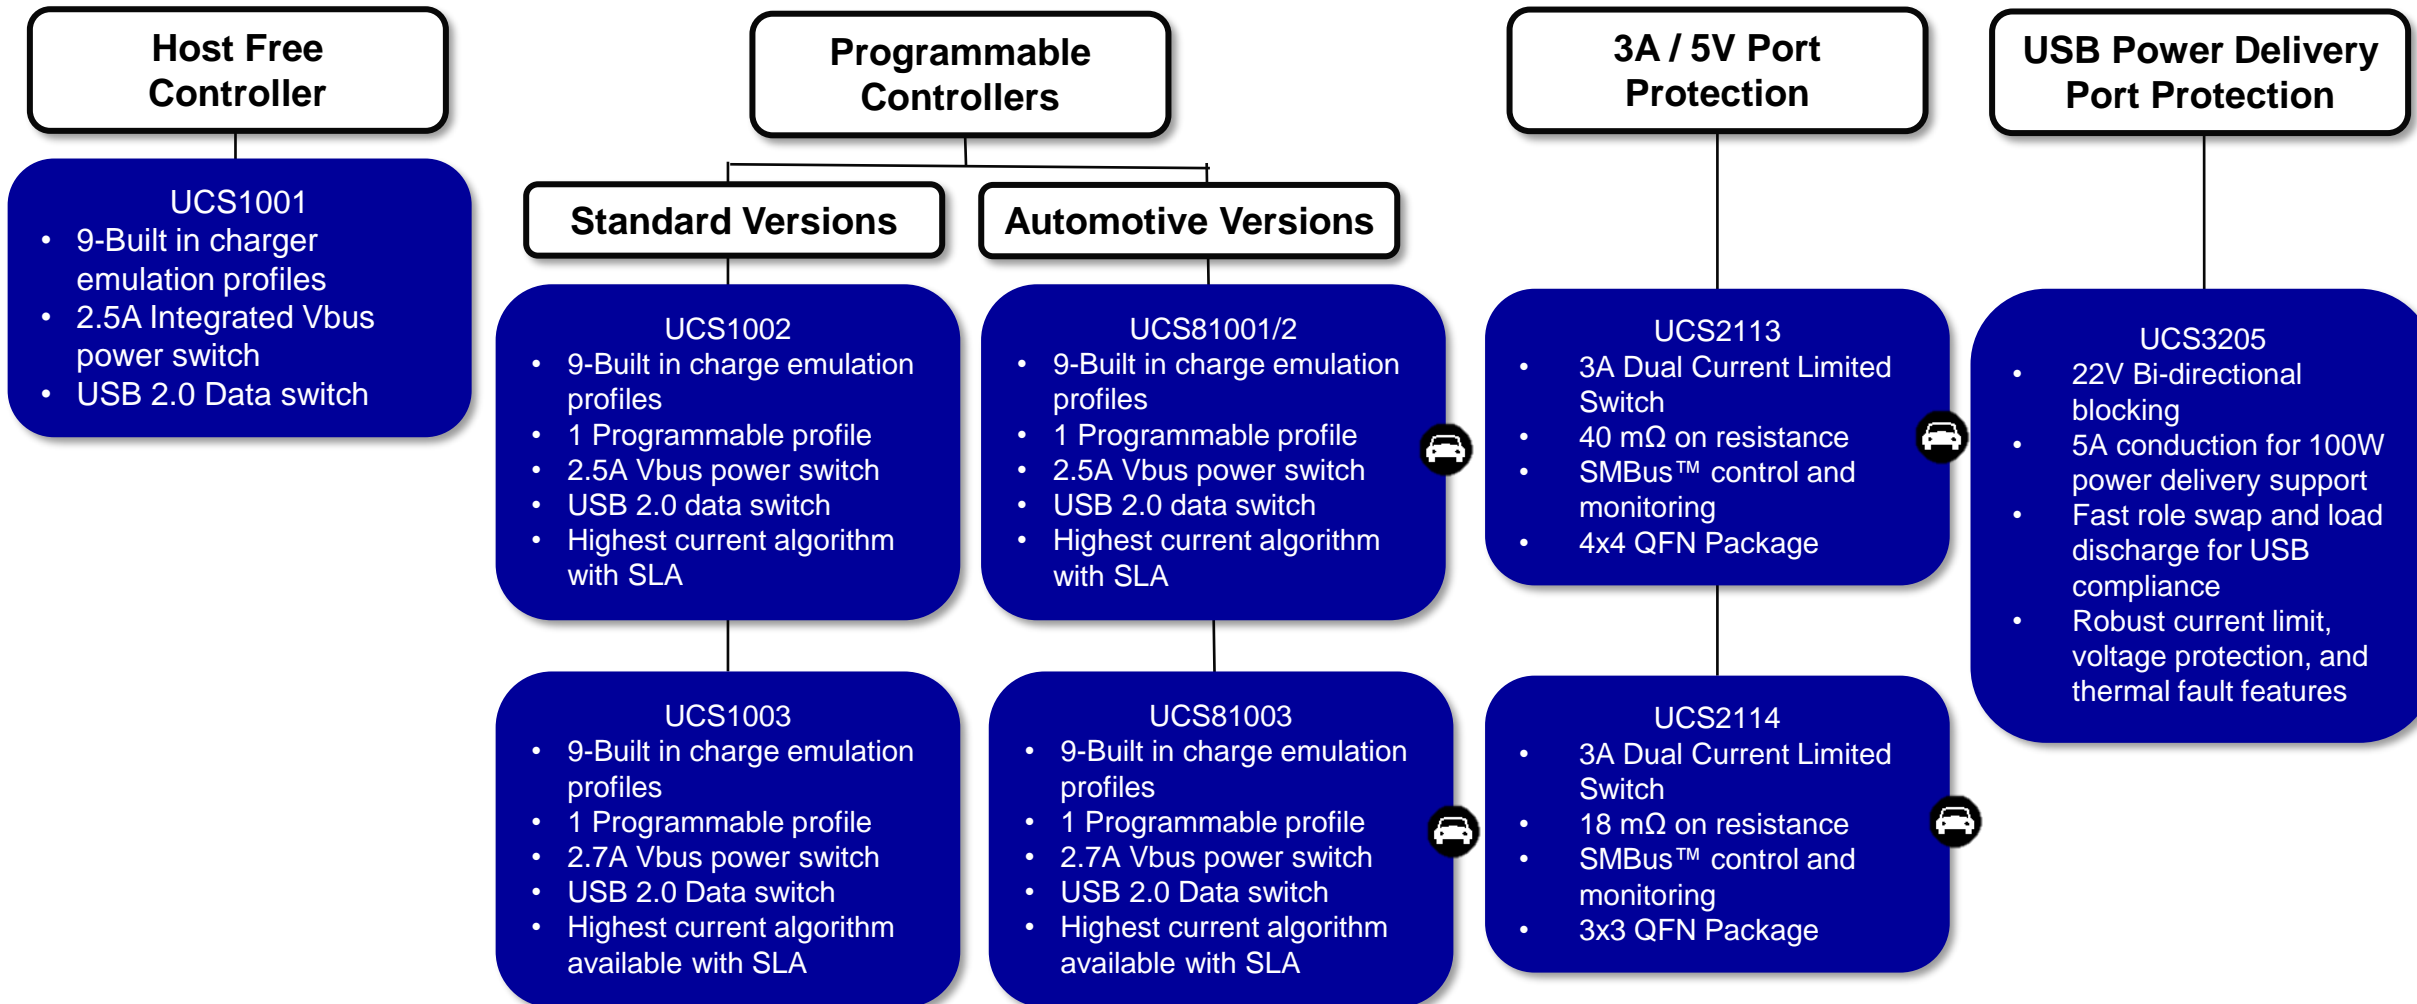 Host Free
Controller
UCS1001
• 9-Built in charger
emulation profiles
• 2.5A Integrated Vbus
power switch
• USB 2.0 Data switch
Programmable
Controllers
Standard Versions
UCS1002
• 9-Built in charge emulation
profiles
• 1 Programmable profile
• 2.5A Vbus power switch
• USB 2.0 data switch
• Highest current algorithm
with SLA
UCS1003
• 9-Built in charge emulation
profiles
• 1 Programmable profile
• 2.7A Vbus power switch
• USB 2.0 Data switch
• Highest current algorithm
available with SLA
Automotive Versions
UCS81001/2
• 9-Built in charge emulation
profiles
• 1 Programmable profile
• 2.5A Vbus power switch
• USB 2.0 data switch
• Highest current algorithm
with SLA
UCS81003
• 9-Built in charge emulation
profiles
• 1 Programmable profile
• 2.7A Vbus power switch
• USB 2.0 Data switch
• Highest current algorithm
available with SLA
3A / 5V Port
Protection
UCS2113
• 3A Dual Current Limited
Switch
• 40 mΩ on resistance
• SMBus™ control and
monitoring
• 4x4 QFN Package
UCS2114
• 3A Dual Current Limited
Switch
• 18 mΩ on resistance
• SMBus™ control and
monitoring
• 3x3 QFN Package
USB Power Delivery
Port Protection
UCS3205
• 22V Bi-directional
blocking
• 5A conduction for 100W
power delivery support
• Fast role swap and load
discharge for USB
compliance
• Robust current limit,
voltage protection, and
thermal fault features